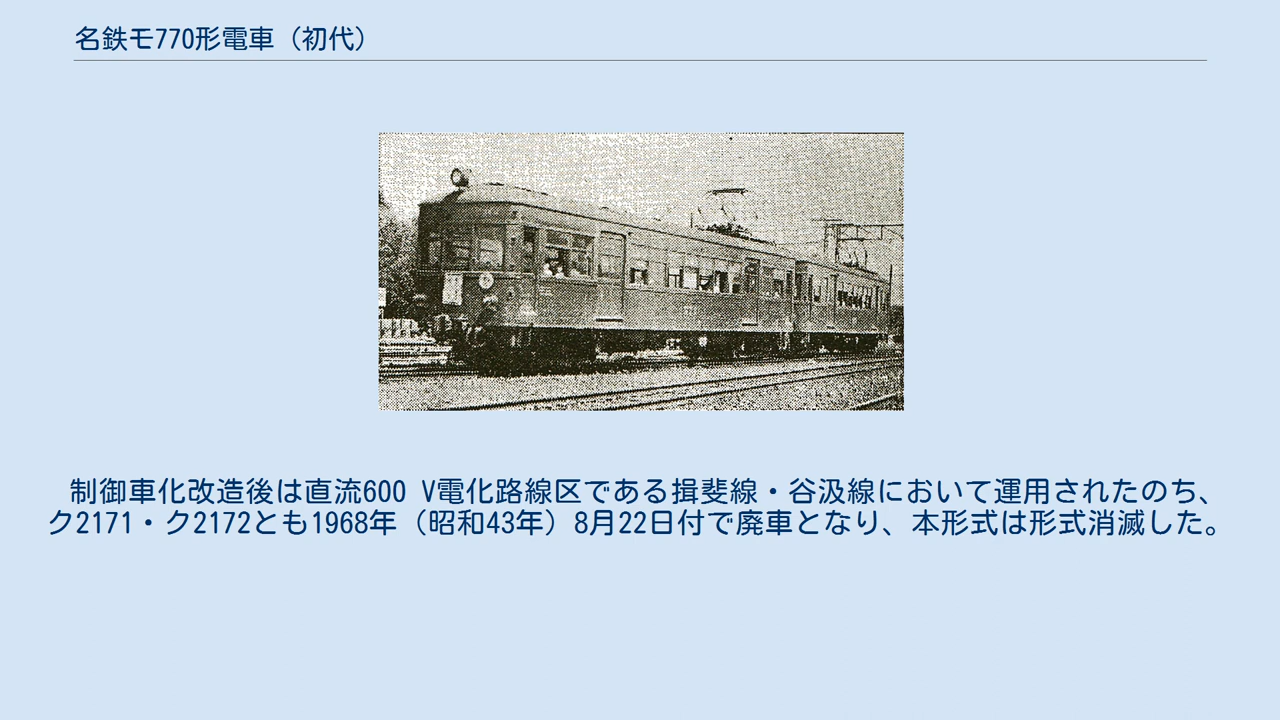 名鉄モ770形電車（初代）
制御車化改造後は直流600 V電化路線区である揖斐線・谷汲線において運用されたのち、
ク2171・ク2172とも1968年（昭和43年）8月22日付で廃車となり、本形式は形式消滅した。